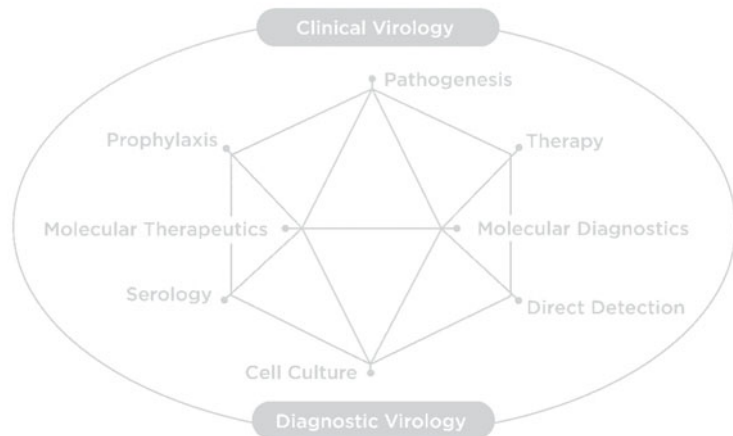 Clinical Virology
Pathogenesis
Prophylaxis
Therapy
Molecular Therapeutics
Molecular Diagnostics
Serology
Direct Detection
Cell Culture
Diagnostic Virology